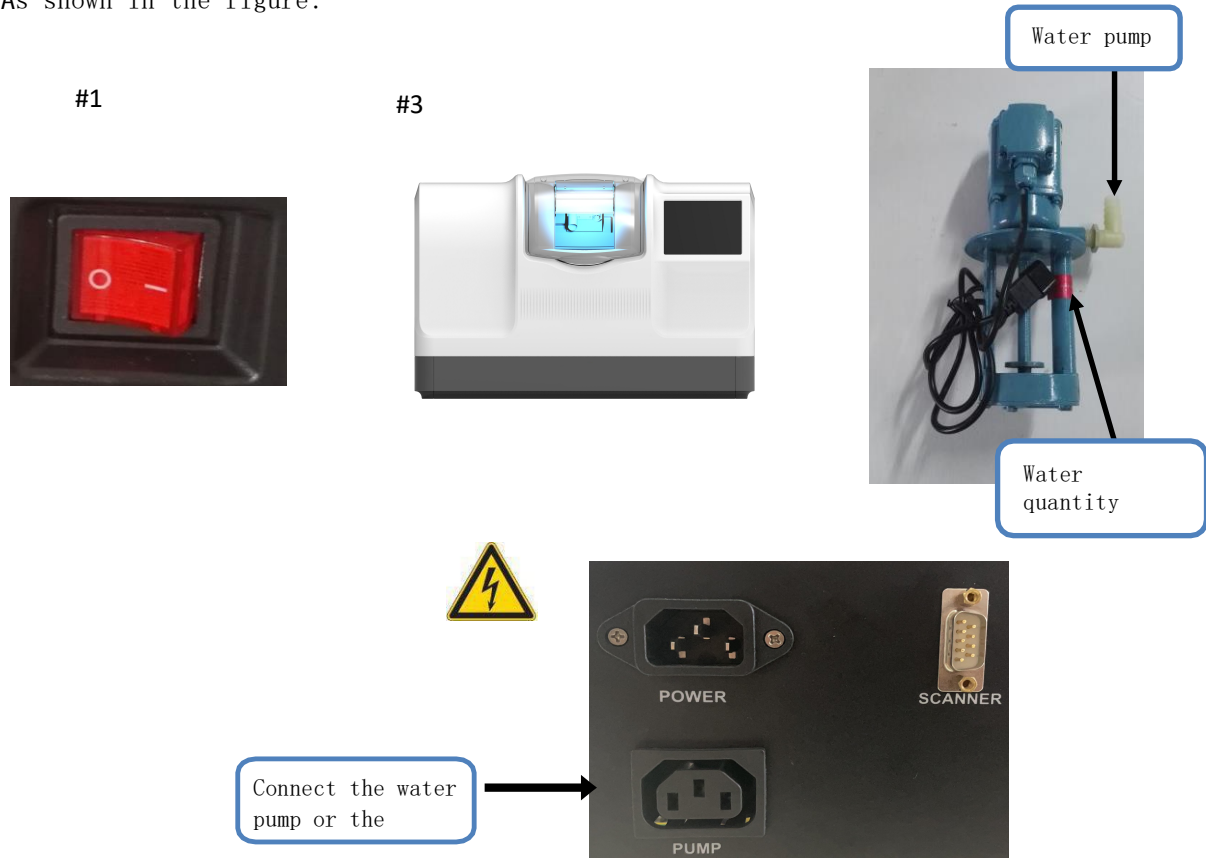 As shown in the figure.
Water pump
#1
#3
O
Water
quantity
POWER
SCANNER
Connect the water
pump or the
PUMP